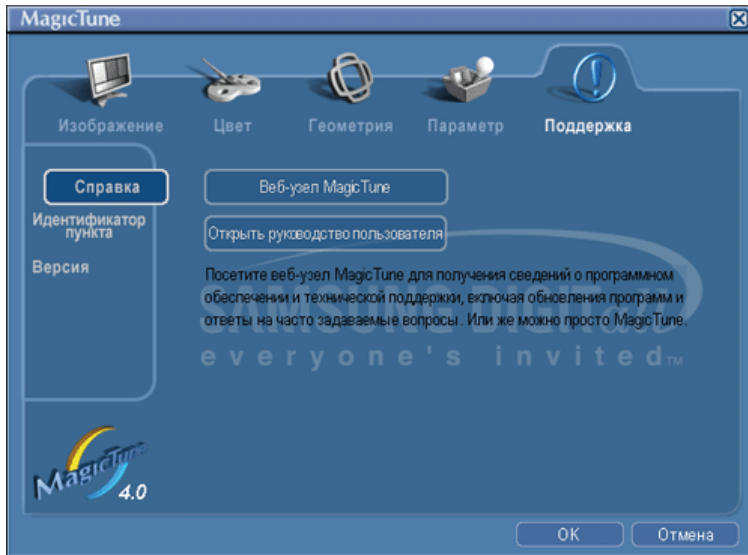 MagicTune
Изображение
Цвет
Геометрия
Параметр
Поддержка
Справка
Идентификатор
пункта
Версия
Веб-узел MagicTune
Открыть руководство пользователя
Посетите веб-узел MagicTune для получения сведений о программном
обеспечении и технической поддержки, включая обновления программ и
ответы на часто задаваемые вопросы. Или же можно просто MagicTune.
SAMSUNG DIGITall
everyone's invited™
MagicTune
4.0
OK
Отмена